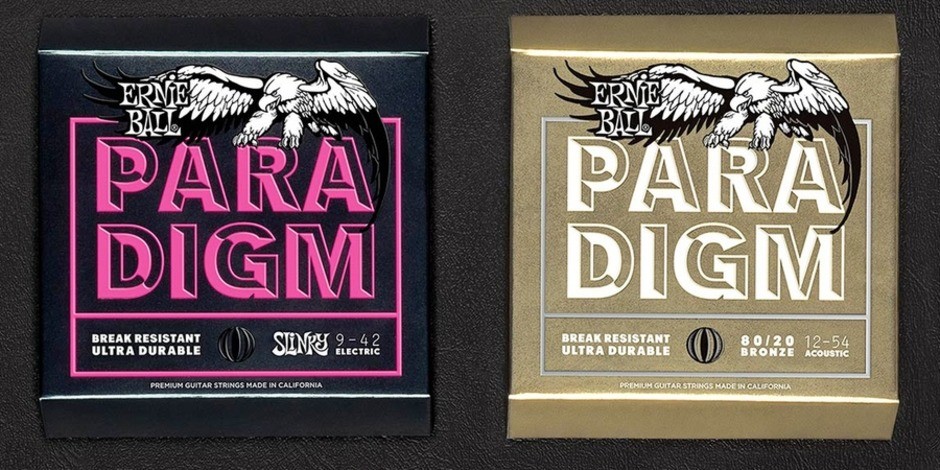 ERNIE
BALL®
PARA
DIGM
BREAK RESISTANT
ULTRA DURABLE
SLINKY
9-42
ELECTRIC
PREMIUM GUITAR STRINGS MADE IN CALIFORNIA
ERNIE
BALL®
PARA
DIGM
BREAK RESISTANT
ULTRA DURABLE
80/20
BRONZE
12-54
ACOUSTIC
PREMIUM GUITAR STRINGS MADE IN CALIFORNIA